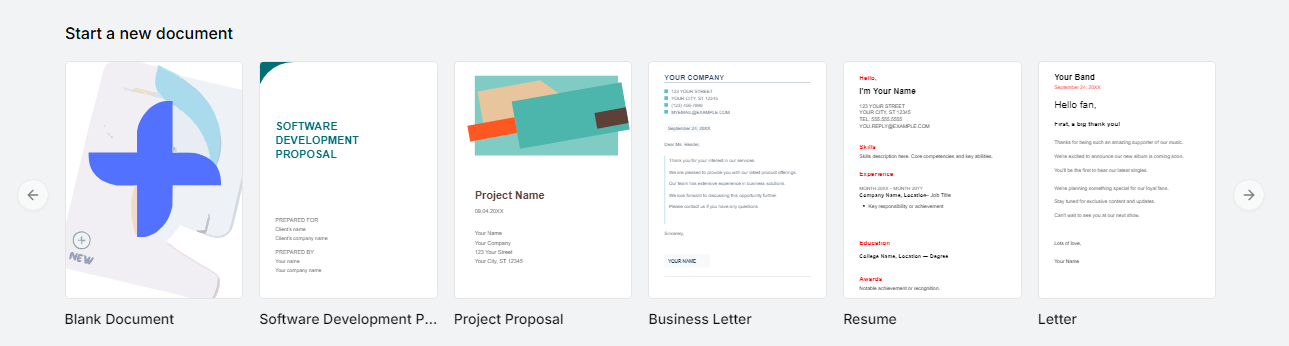 Start a new document
NEW
Blank Document
SOFTWARE
DEVELOPMENT
PROPOSAL
PREPARED FOR
Client's name
Client's company name
PREPARED BY
Your name
Your company name
Software Development P...
Project Name
09.04.20XX
Your Name
Your Company
123 Your Street
Your City, ST 12345
Project Proposal
YOUR COMPANY
123 YOUR STREET
YOUR CITY, ST 12345
(123) 456-7890
MYEMAIL@EXAMPLE.COM
September 24, 20XX
Dear Ms. Reader,
Thank you for your interest in our services.
We are pleased to provide you with our latest product offerings.
Our team has extensive experience in business solutions.
We look forward to discussing this opportunity further.
Please contact us if you have any questions.
Sincerely,
YOUR NAME
Business Letter
Hello,
I'm Your Name
123 YOUR STREET
YOUR CITY, ST 12345
TEL: 555.555.5555
YOU.REPLY@EXAMPLE.COM
Skills
Skills description here. Core competencies and key abilities.
Experience
MONTH 20XX – MONTH 20YY
Company Name, Location– Job Title
• Key responsibility or achievement
Education
College Name, Location — Degree
Awards
Notable achievement or recognition.
Resume
Your Band
September 24, 20XX
Hello fan,
First, a big thank you!
Thanks for being such an amazing supporter of our music.
We're excited to announce our new album is coming soon.
You'll be the first to hear our latest singles.
We're planning something special for our loyal fans.
Stay tuned for exclusive content and updates.
Can't wait to see you at our next show.
Lots of love,
Your Name
Letter